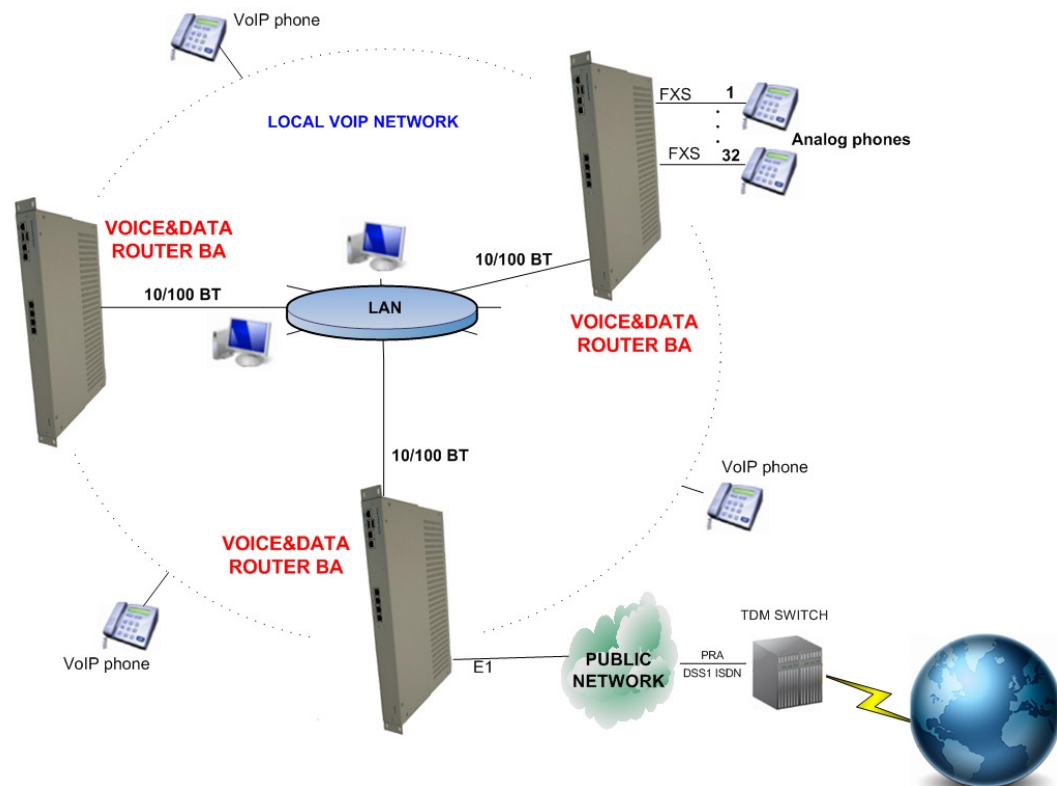 VoIP phone
LOCAL VOIP NETWORK
FXS 1
FXS 32
Analog phones
VOICE&DATA
ROUTER BA
10/100 BT
10/100 BT
LAN
VOICE&DATA
ROUTER BA
10/100 BT
VoIP phone
VOICE&DATA
ROUTER BA
VoIP phone
E1
PUBLIC
NETWORK
PRA
DSS1 ISDN
TDM SWITCH